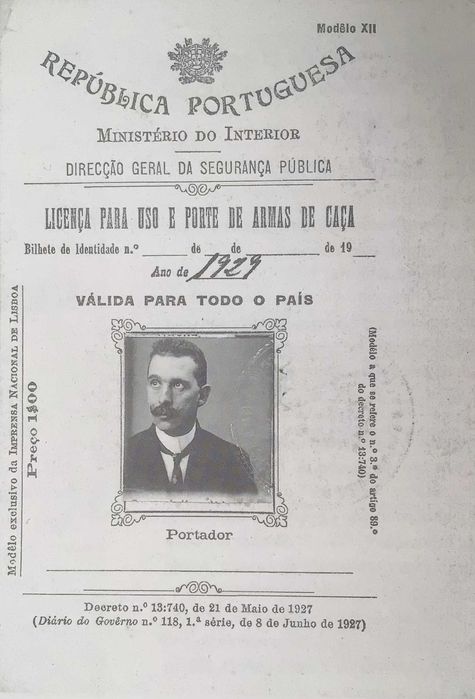 Modêlo XII
REPÚBLICA PORTUGUESA
MINISTÉRIO DO INTERIOR
DIRECÇÃO GERAL DA SEGURANÇA PÚBLICA
LICENÇA PARA USO E PORTE DE ARMAS DE CAÇA
Bilhete de Identidade n.º ______ de ______ de ______ de 19__
Ano de 1929
VÁLIDA PARA TODO O PAÍS
Modêlo exclusivo da IMPRENSA NACIONAL DE LISBOA
Preço 1$00
(Modêlo a que se refere o n.º 3.º do artigo 89.º
do decreto n.º 13:740)
Portador
Decreto n.º 13:740, de 21 de Maio de 1927
(Diário do Govêrno n.º 118, 1.ª série, de 8 de Junho de 1927)